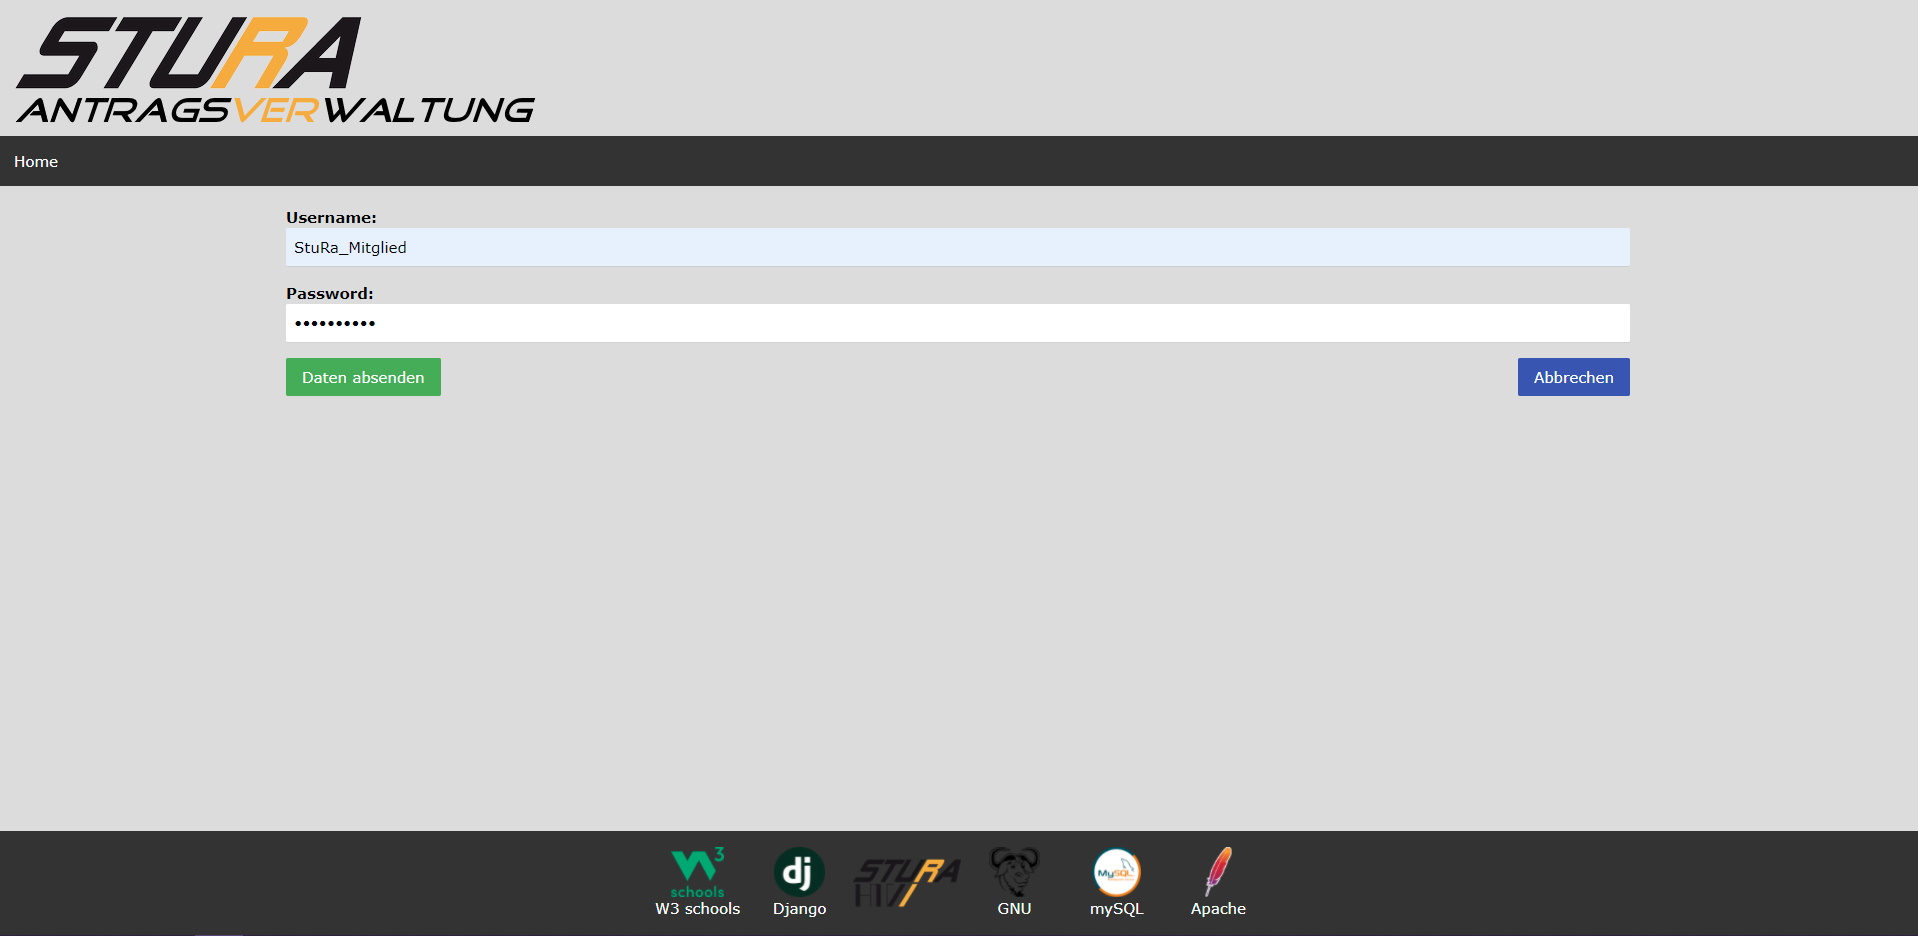 STURA
ANTRAGSVERWALTUNG
Home
Username:
StuRa_Mitglied
Password:
••••••••••
Daten absenden
Abbrechen
W3
schools
dj
STURA
HTW
MySQL
W3 schools
Django
GNU
mySQL
Apache